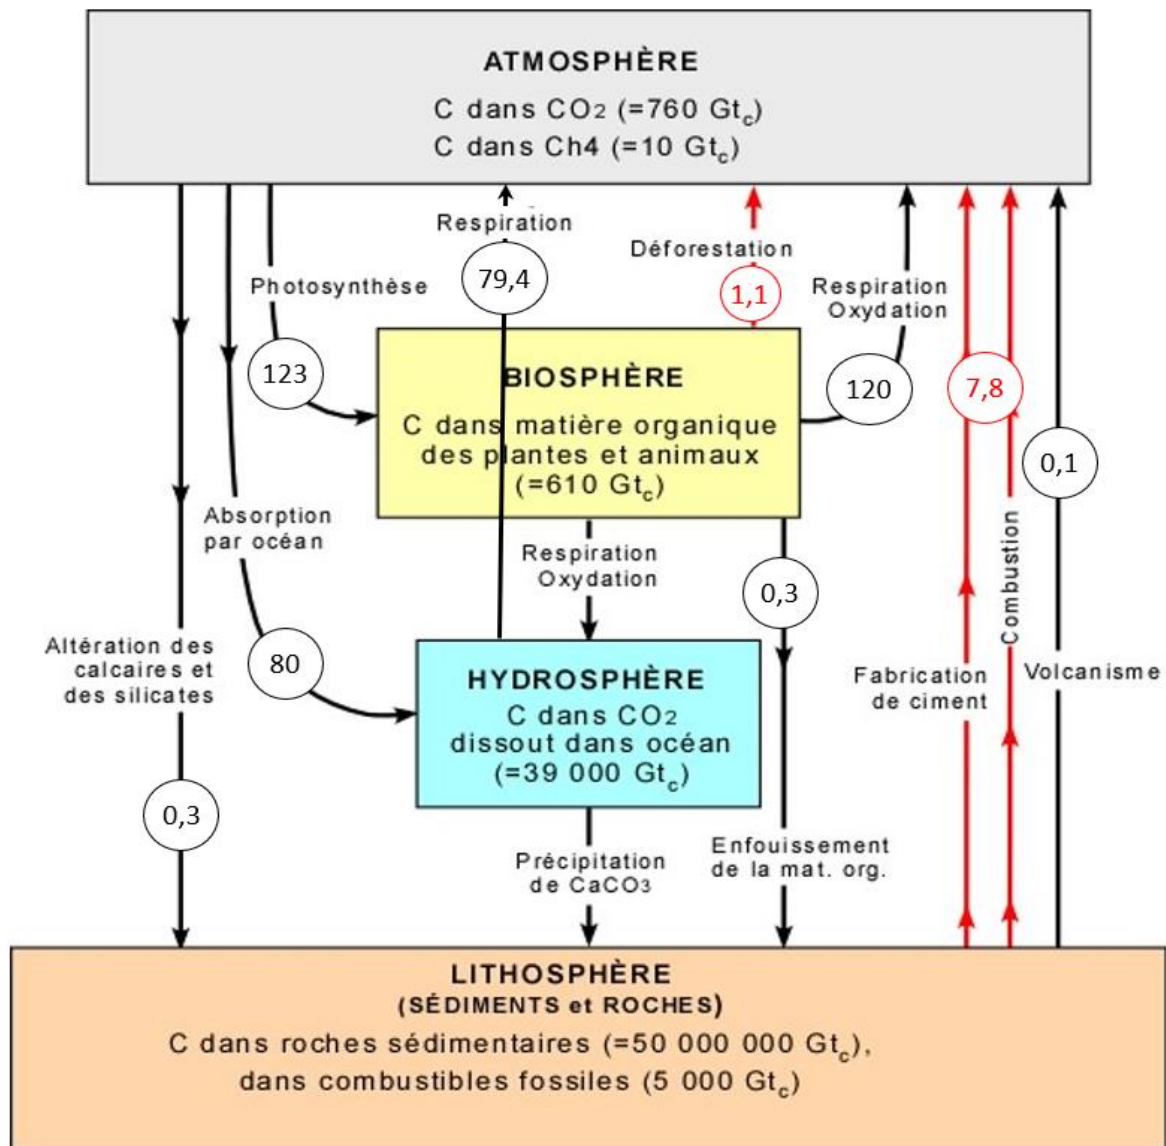 ATMOSPHÈRE
C dans CO2 (=760 Gtc)
C dans Ch4 (=10 Gtc)
Respiration
79,4
Déforestation
1,1
Photosynthèse
123
Respiration
Oxydation
120
7,8
0,1
BIOSPHÈRE
C dans matière organique
des plantes et animaux
(=610 Gtc)
Absorption
par océan
80
Respiration
Oxydation
0,3
Combustion
Altération des
calcaires et
des silicates
0,3
HYDROSPHÈRE
C dans CO2
dissout dans océan
(=39 000 Gtc)
Fabrication
de ciment
Volcanisme
Précipitation
de CaCO3
Enfouissement
de la mat. org.
LITHOSPHÈRE
(SÉDIMENTS et ROCHES)
C dans roches sédimentaires (=50 000 000 Gtc),
dans combustibles fossiles (5 000 Gtc)